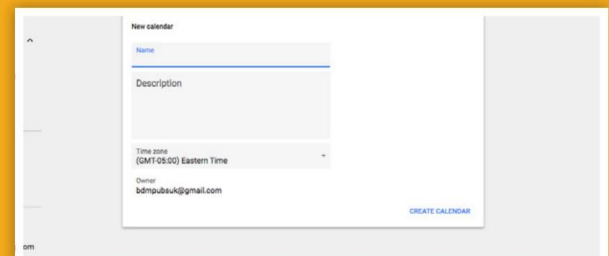 New calendar
Name
Description
Time zone
(GMT-05:00) Eastern Time
Owner
bdmpubsuk@gmail.com
CREATE CALENDAR
om